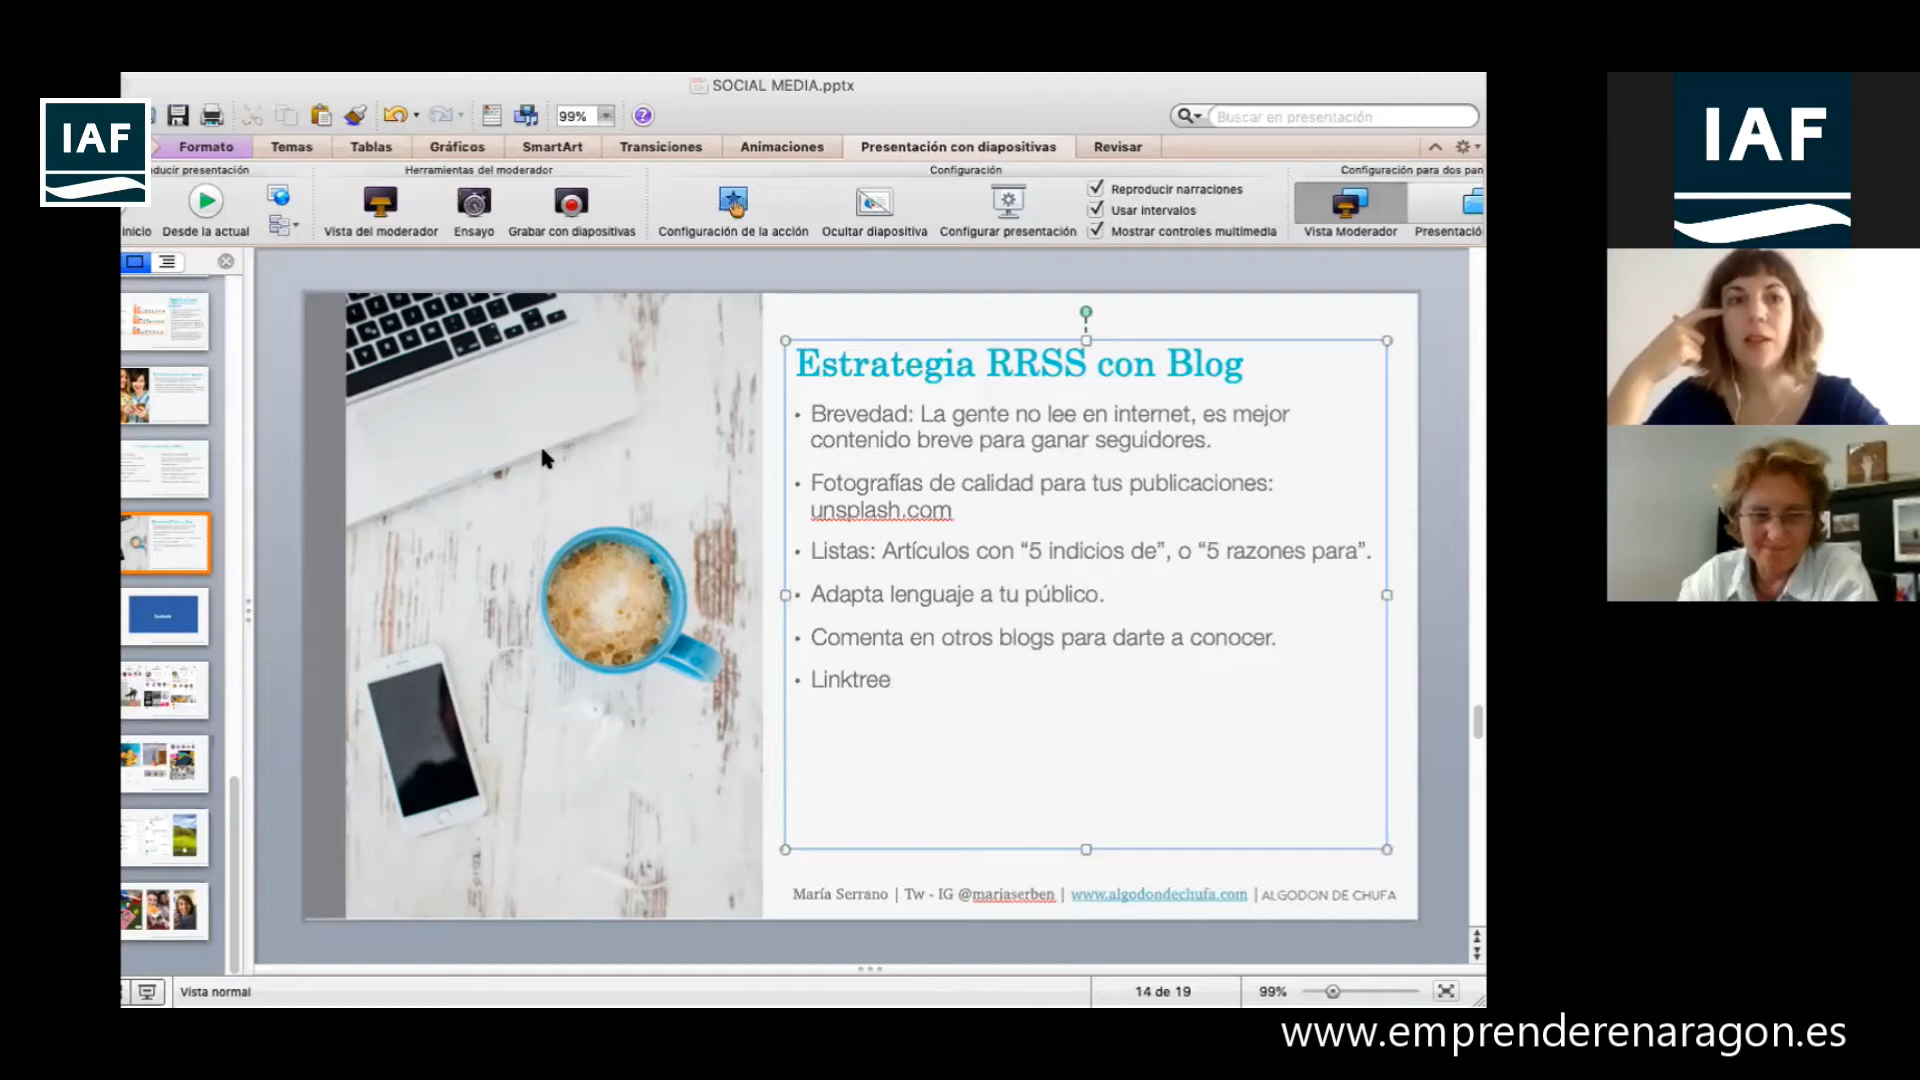 SOCIAL MEDIA.pptx
IAF
99%
Buscar en presentación
Formato
Temas
Tablas
Gráficos
SmartArt
Transiciones
Animaciones
Presentación con diapositivas
Revisar
ducir presentación
Herramientas del moderador
Configuración
Configuración para dos pan
inicio
Desde la actual
Vista del moderador
Ensayo
Grabar con diapositivas
Configuración de la acción
Ocultar diapositiva
Configurar presentación
Reproducir narraciones
Usar intervalos
Mostrar controles multimedia
Vista Moderador
Presentació
IAF
Estrategia RRSS con Blog
• Brevedad: La gente no lee en internet, es mejor
contenido breve para ganar seguidores.
• Fotografías de calidad para tus publicaciones:
unsplash.com
• Listas: Artículos con “5 indicios de”, o “5 razones para”.
• Adapta lenguaje a tu público.
• Comenta en otros blogs para darte a conocer.
• Linktree
María Serrano | Tw - IG @mariaserben | www.algodondechufa.com | ALGODON DE CHUFA
Vista normal
14 de 19
99%
www.emprenderenaragon.es